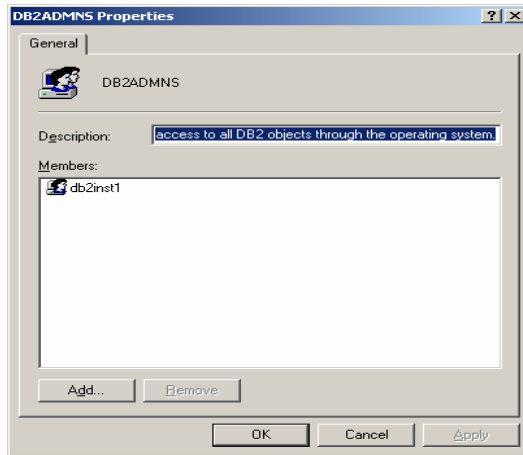 DB2ADMNS Properties
General
DB2ADMNS
Description: access to all DB2 objects through the operating system.
Members:
db2inst1
Add... Remove
OK Cancel Apply